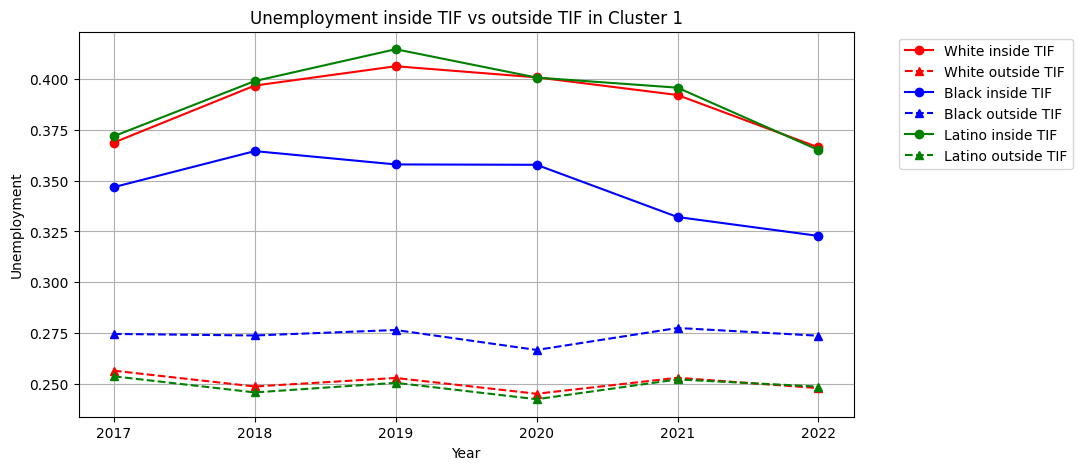 Unemployment inside TIF vs outside TIF in Cluster 1
White inside TIF
White outside TIF
Black inside TIF
Black outside TIF
Latino inside TIF
Latino outside TIF
Unemployment
0.400
0.375
0.350
0.325
0.300
0.275
0.250
2017
2018
2019
2020
2021
2022
Year